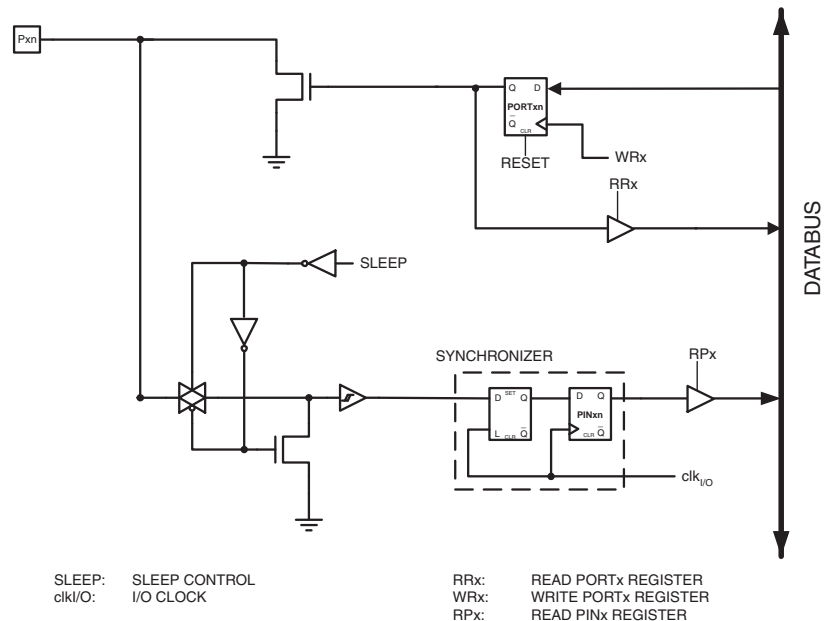 Pxn
Q D
PORTxn
Q
CLR
RESET
WRx
RRx
SLEEP
DATABUS
SYNCHRONIZER
RPx
D SET Q
L CLR Q
D Q
PINxn
CLR Q
clkI/O
SLEEP: SLEEP CONTROL
clkI/O: I/O CLOCK
RRx: READ PORTx REGISTER
WRx: WRITE PORTx REGISTER
RPx: READ PINx REGISTER